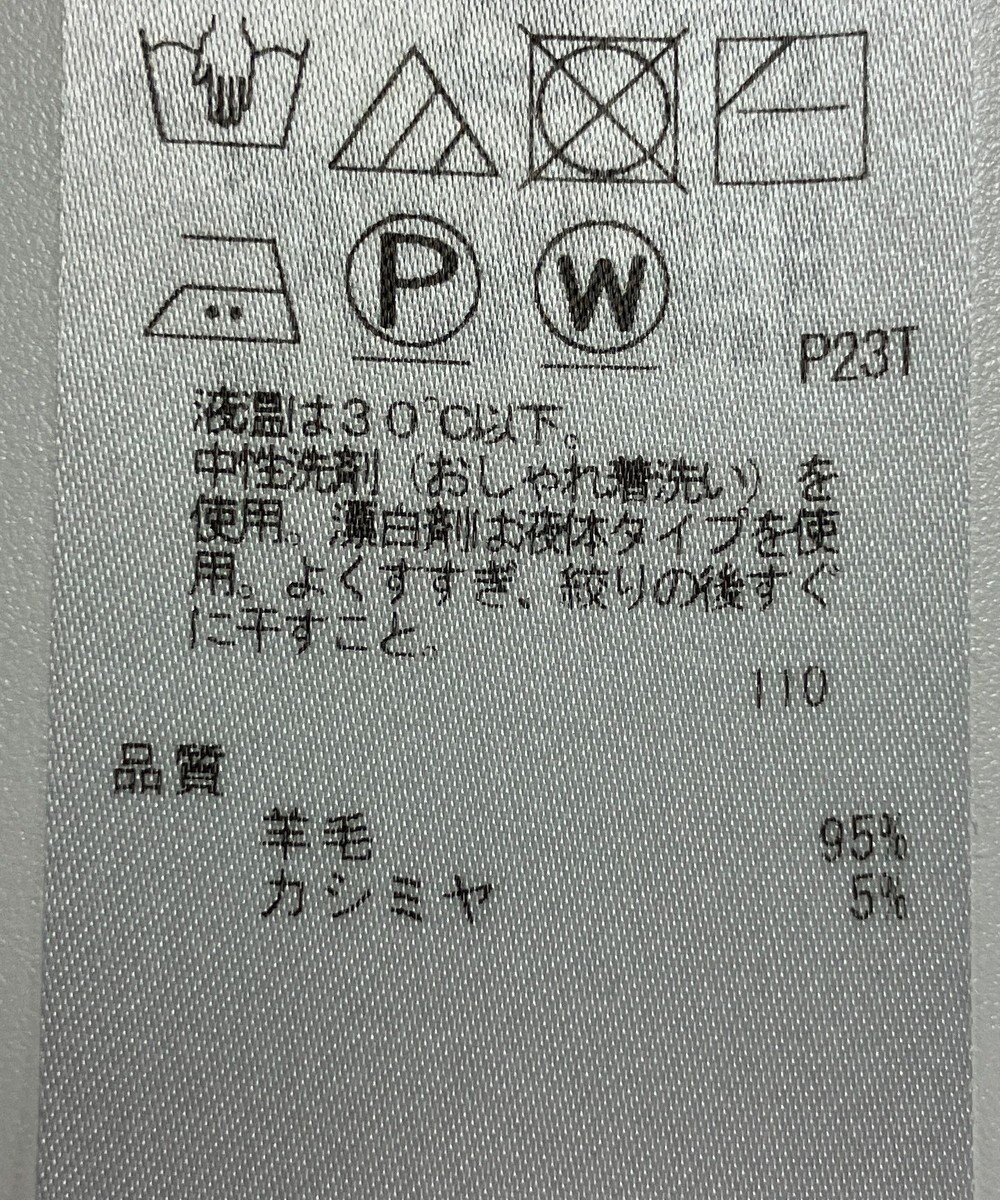 P W
P23T
液温は30℃以下。
中性洗剤（おしゃれ着洗い）を
使用。漂白剤は液体タイプを使
用。よくすすぎ、絞りの後すぐ
に干すこと。
110
品質
羊毛 95%
カシミヤ 5%